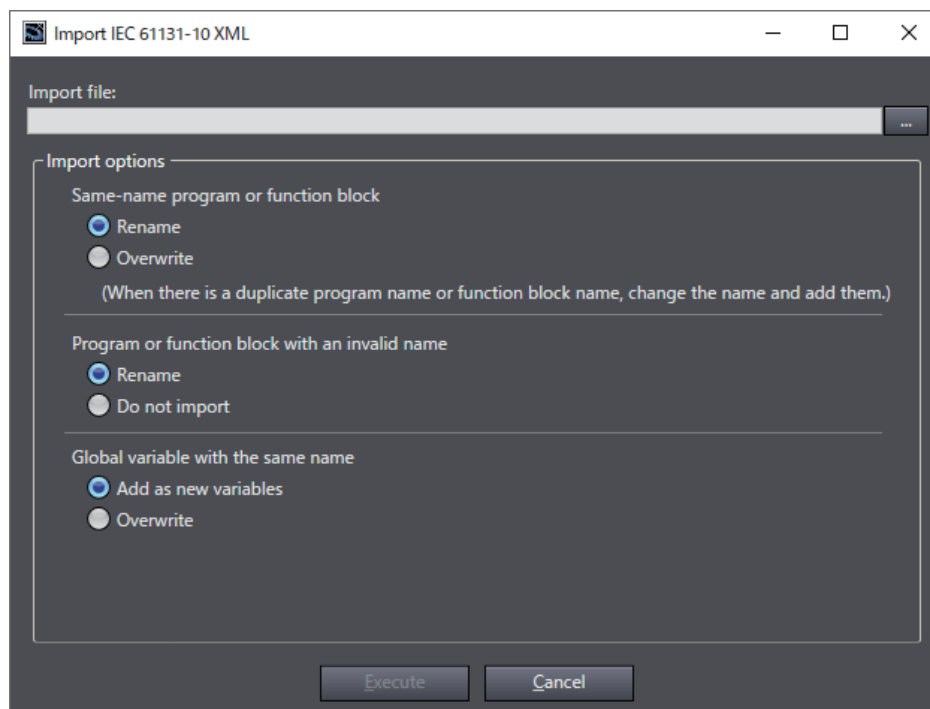 Import IEC 61131-10 XML
Import file:
...
Import options
Same-name program or function block
Rename
Overwrite
(When there is a duplicate program name or function block name, change the name and add them.)
Program or function block with an invalid name
Rename
Do not import
Global variable with the same name
Add as new variables
Overwrite
Execute Cancel